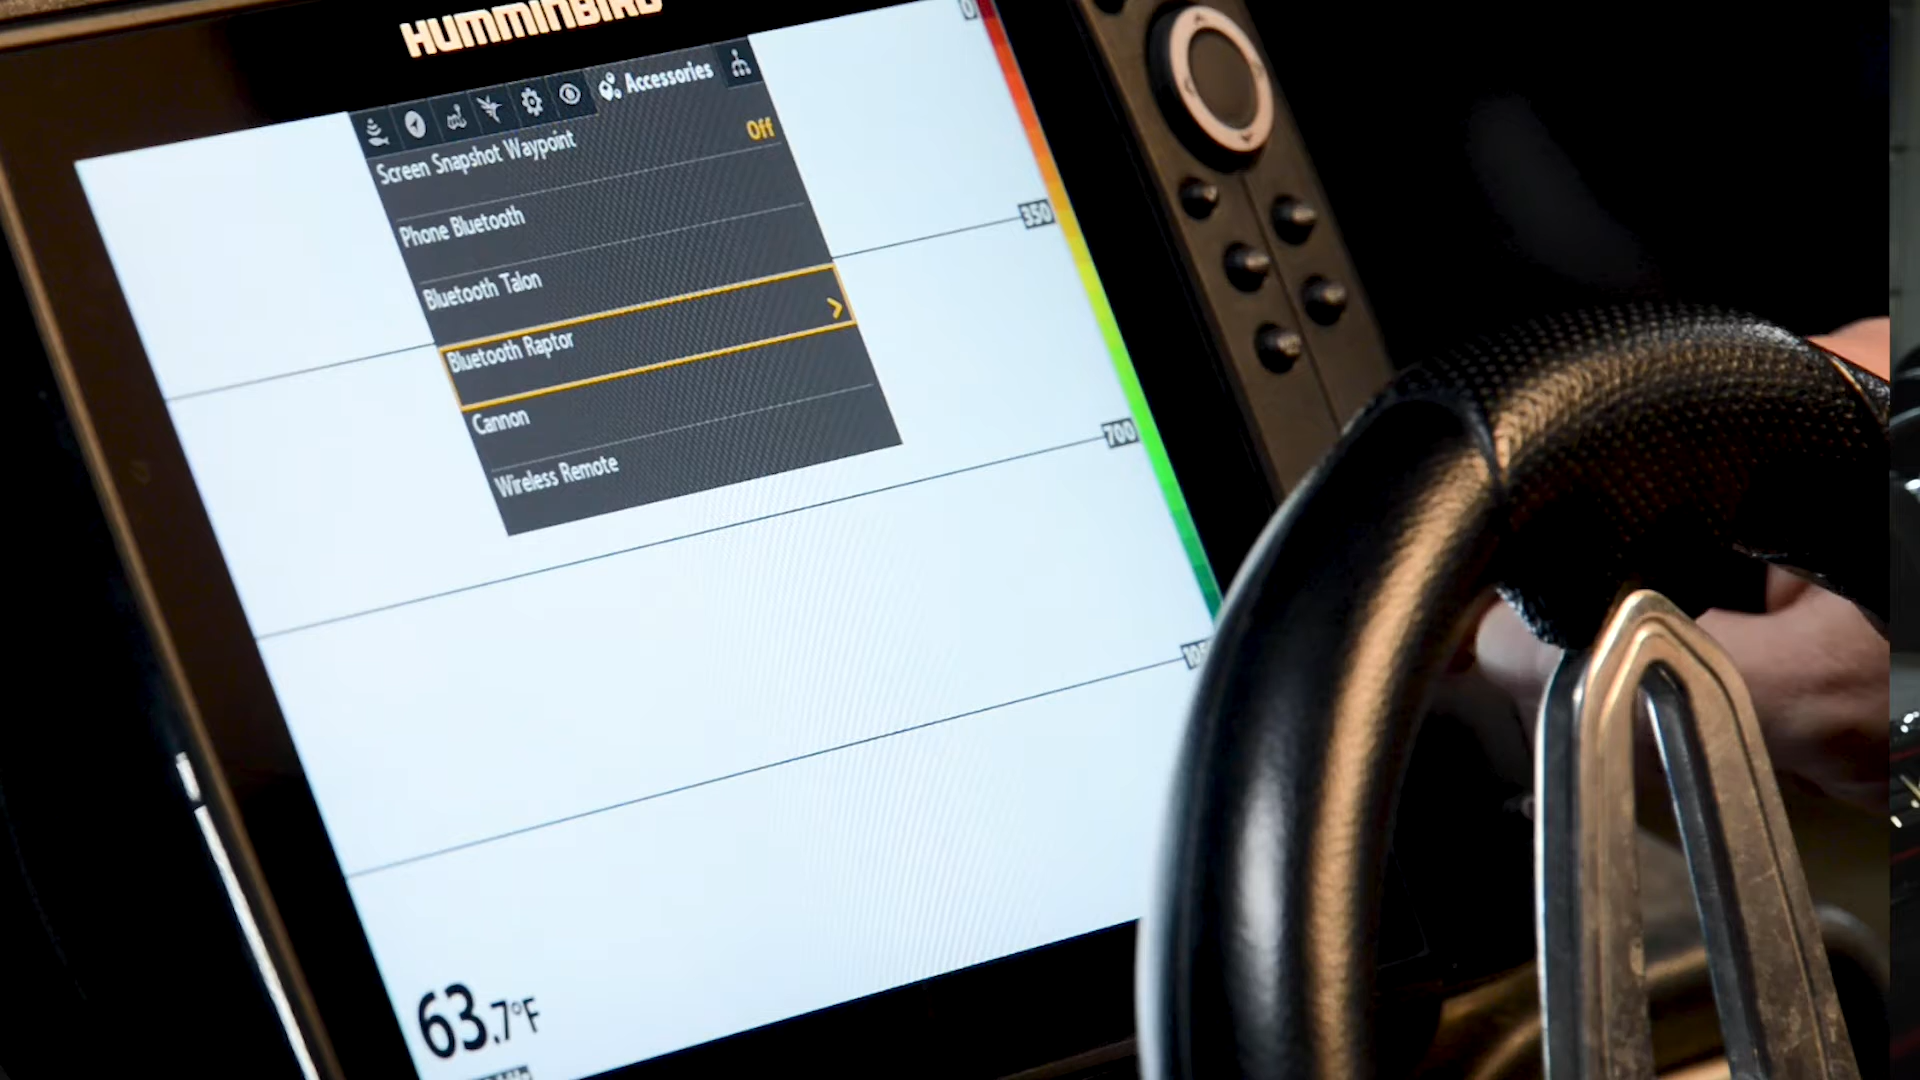 HUMMINBIRD
Accessories
Screen Snapshot Waypoint Off
Phone Bluetooth
Bluetooth Talon
Bluetooth Raptor >
Cannon
Wireless Remote
0
350
700
63.7°F